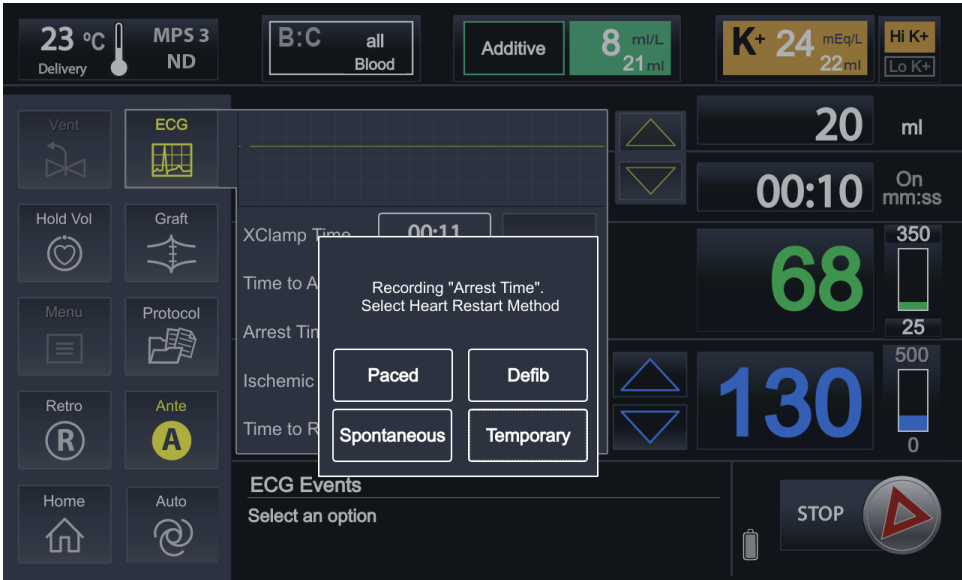 23 ºC
Delivery
MPS 3
ND
B:C
all
Blood
Additive
8 ml/L
21 ml
K+ 24 mEq/L
22 ml
Hi K+
Lo K+
Vent
ECG
20 ml
00:10
On
mm:ss
Hold Vol
Graft
XClamp Time
00:11
Time to A
Arrest Tim
Ischemic
Time to R
Recording "Arrest Time".
Select Heart Restart Method
Paced
Defib
Spontaneous
Temporary
68
350
25
Menu
Protocol
130
500
0
Retro
R
Ante
A
Home
Auto
ECG Events
Select an option
STOP